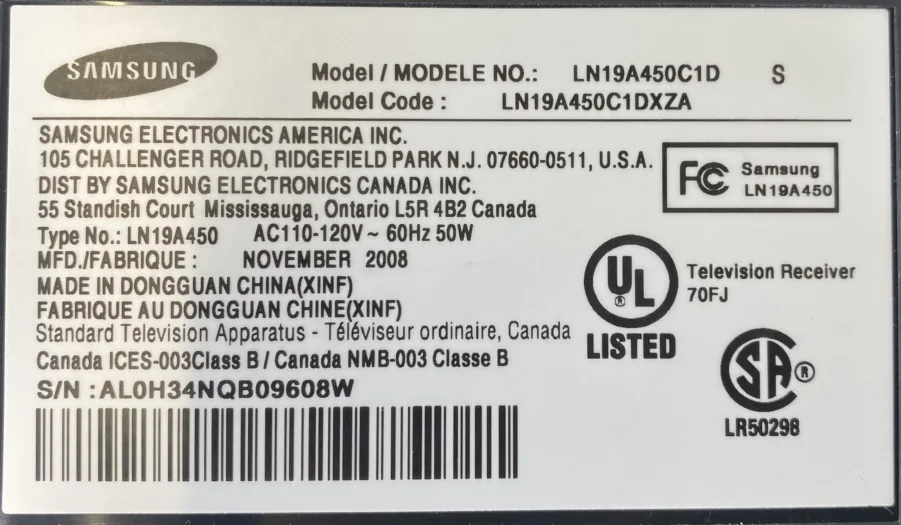 SAMSUNG
Model / MODELE NO.: LN19A450C1D S
Model Code : LN19A450C1DXZA
SAMSUNG ELECTRONICS AMERICA INC.
105 CHALLENGER ROAD, RIDGEFIELD PARK N.J. 07660-0511, U.S.A.
DIST BY SAMSUNG ELECTRONICS CANADA INC.
55 Standish Court Mississauga, Ontario L5R 4B2 Canada
Type No.: LN19A450 AC110-120V ~ 60Hz 50W
MFD./FABRIQUE : NOVEMBER 2008
MADE IN DONGGUAN CHINA(XINF)
FABRIQUE AU DONGGUAN CHINE(XINF)
Standard Television Apparatus - Téléviseur ordinaire, Canada
Canada ICES-003Class B / Canada NMB-003 Classe B
S/N : AL0H34NQB09608W
FC Samsung
LN19A450
UL ®
LISTED
Television Receiver
70FJ
SA ®
LR50298